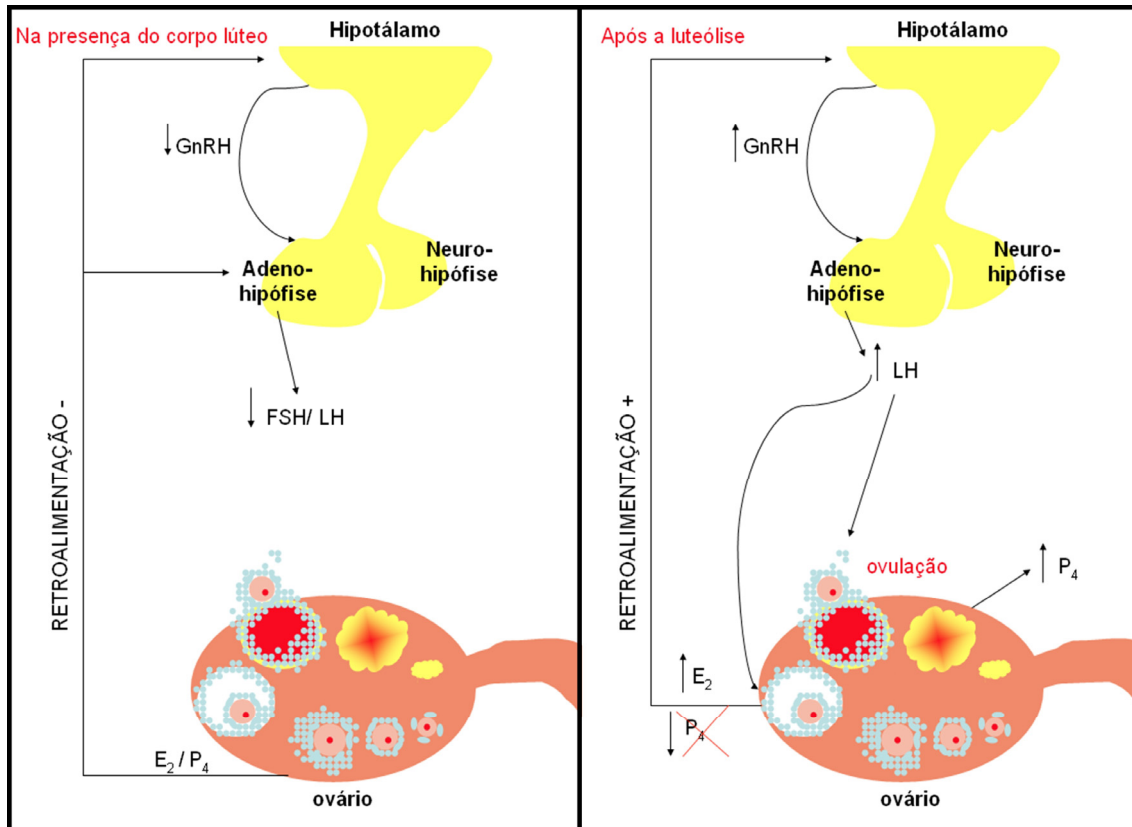 Na presença do corpo lúteo
Hipotálamo
GnRH
Adeno-
hipófise
Neuro-
hipófise
FSH/ LH
RETROALIMENTAÇÃO -
E₂ / P₄
ovário
Após a luteólise
Hipotálamo
GnRH
Adeno-
hipófise
Neuro-
hipófise
LH
RETROALIMENTAÇÃO +
ovulação
P₄
E₂
P₄
ovário